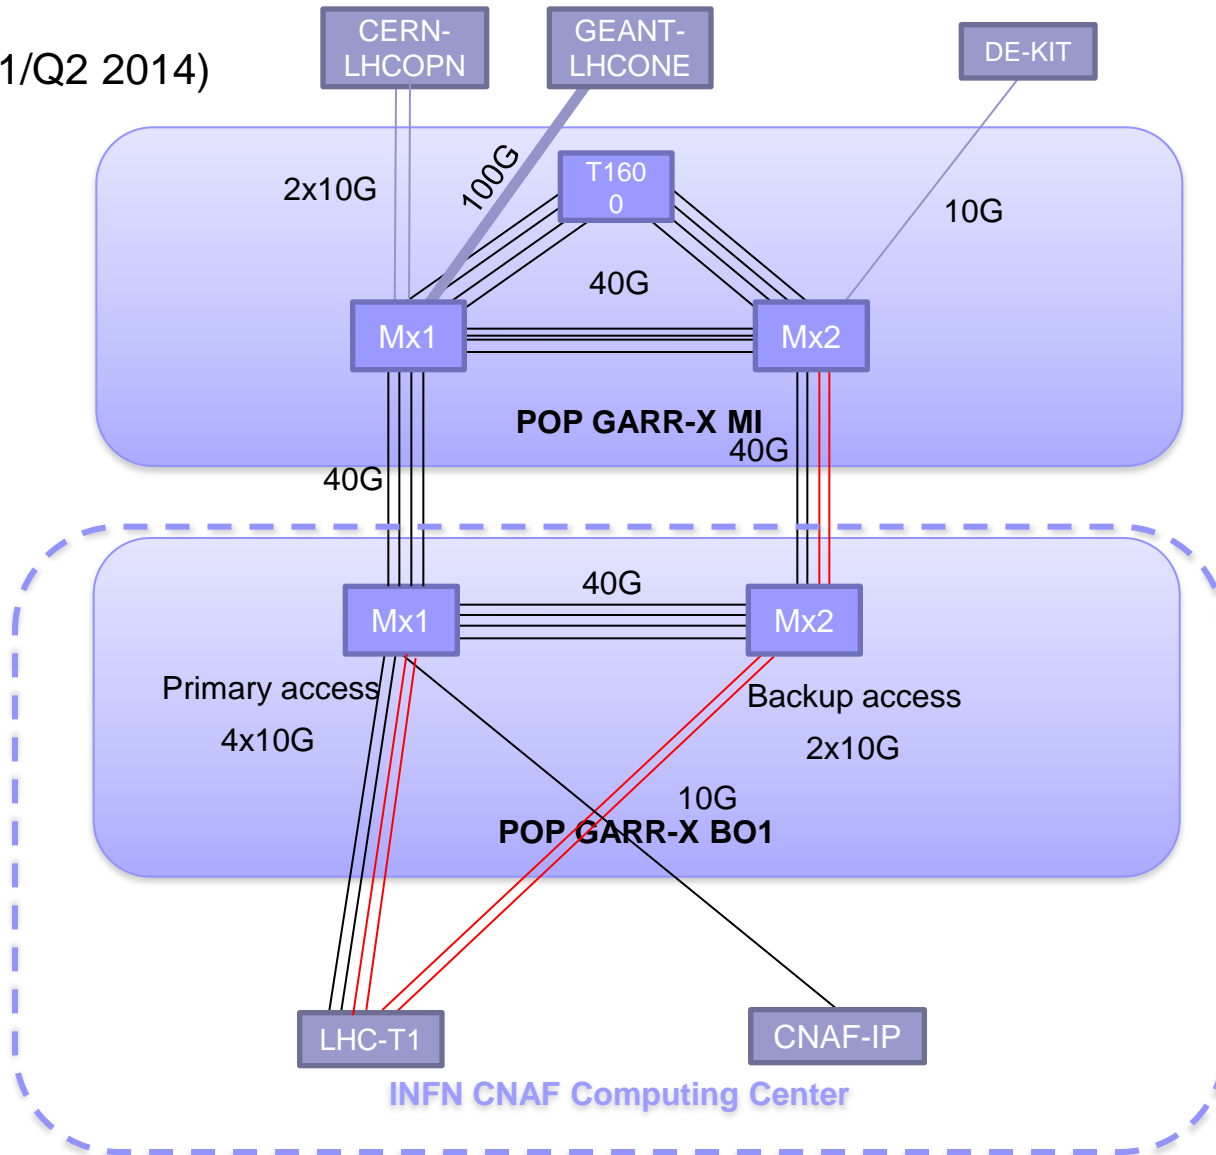 1/Q2 2014)
CERN-
LHCOPN
GEANT-
LHCONE
DE-KIT
2x10G
100G
T160
0
10G
40G
Mx1
Mx2
POP GARR-X MI
40G
40G
40G
Mx1
Mx2
Primary access
4x10G
Backup access
2x10G
10G
POP GARR-X BO1
LHC-T1
CNAF-IP
INFN CNAF Computing Center